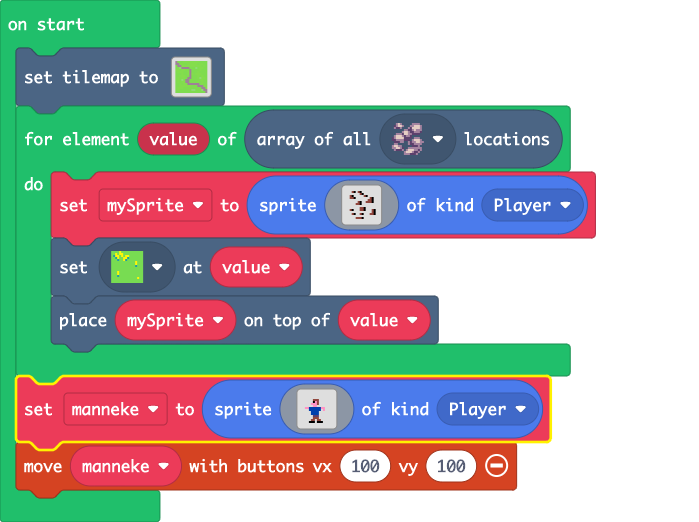 on start
set tilemap to
for element value of array of all locations
do
set mySprite to sprite of kind Player
set at value
place mySprite on top of value
set manneke to sprite of kind Player
move manneke with buttons vx 100 vy 100